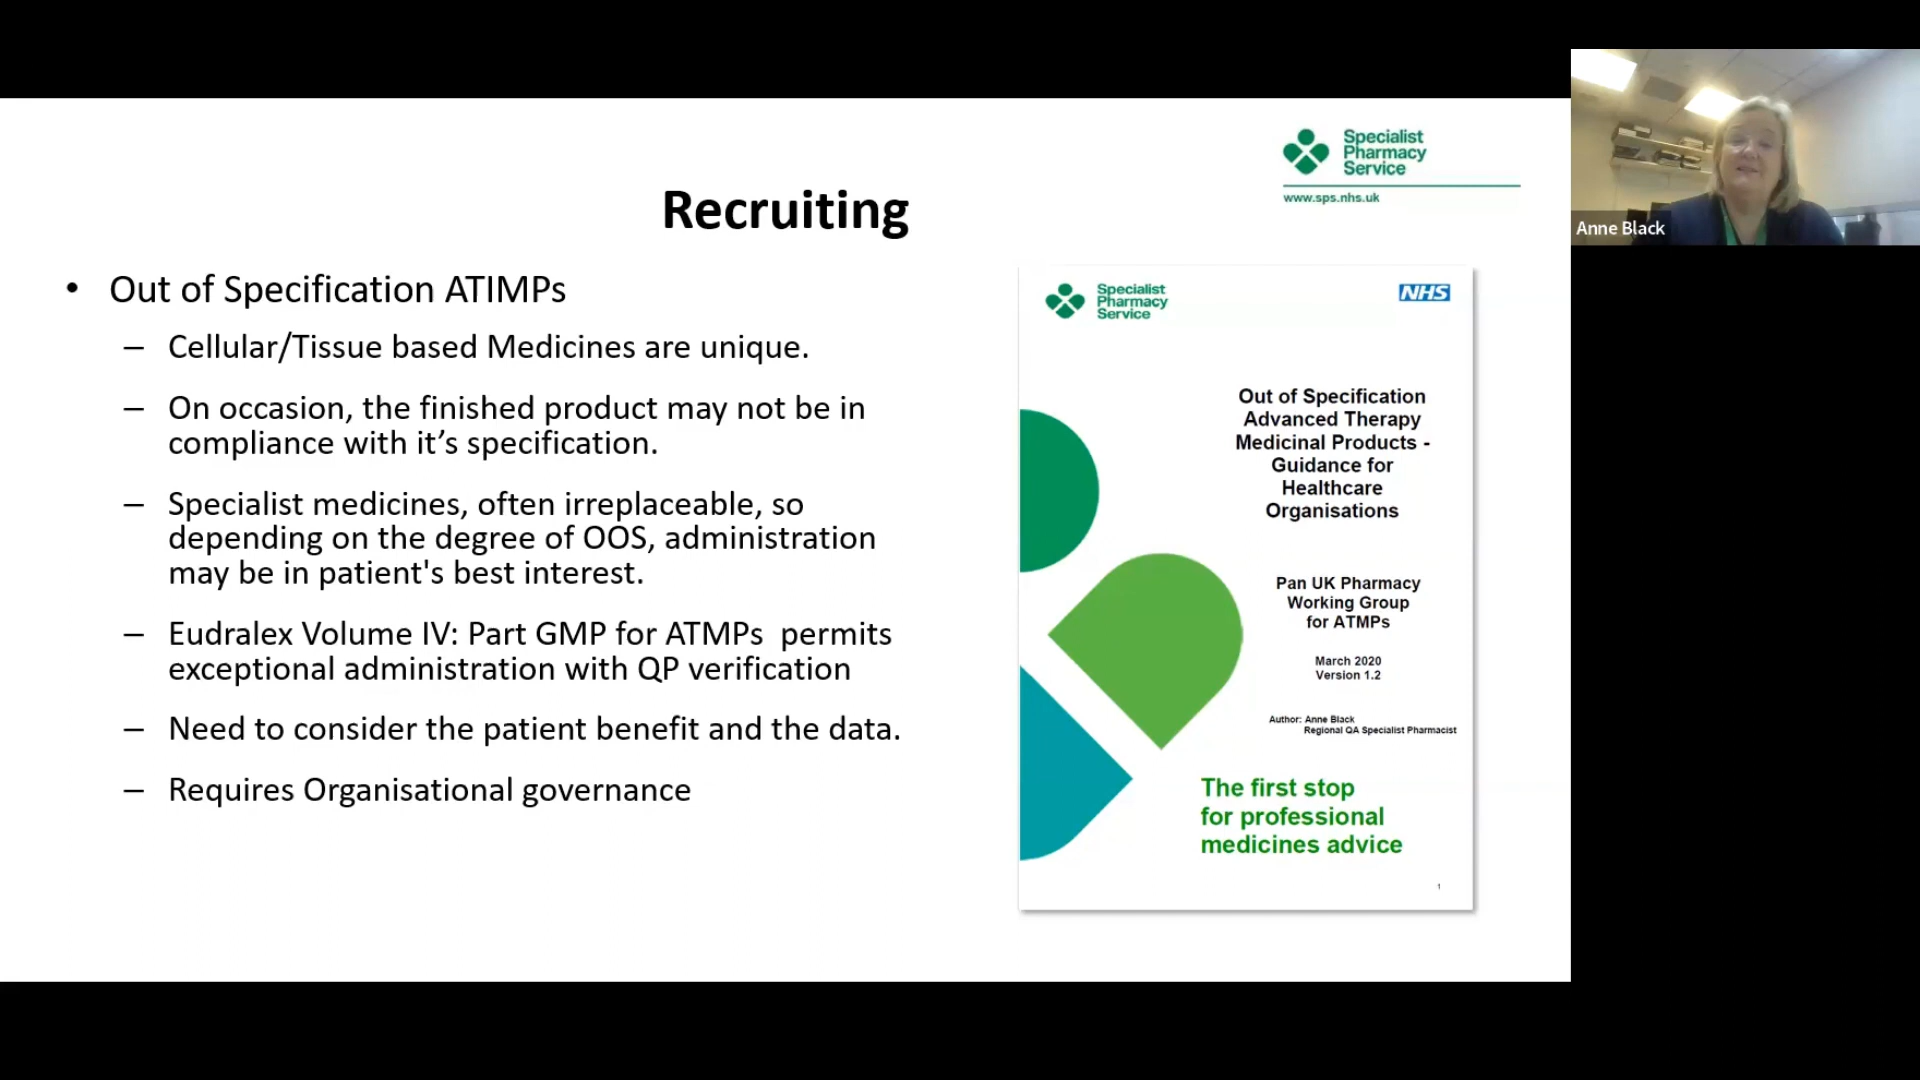 Specialist
Pharmacy
Service
www.sps.nhs.uk
Anne Black
Recruiting
• Out of Specification ATIMPs
– Cellular/Tissue based Medicines are unique.
– On occasion, the finished product may not be in
compliance with it’s specification.
– Specialist medicines, often irreplaceable, so
depending on the degree of OOS, administration
may be in patient's best interest.
– Eudralex Volume IV: Part GMP for ATMPs  permits
exceptional administration with QP verification
– Need to consider the patient benefit and the data.
– Requires Organisational governance
Specialist
Pharmacy
Service
NHS
Out of Specification
Advanced Therapy
Medicinal Products -
Guidance for
Healthcare
Organisations
Pan UK Pharmacy
Working Group
for ATMPs
March 2020
Version 1.2
Author: Anne Black
Regional QA Specialist Pharmacist
The first stop
for professional
medicines advice
1